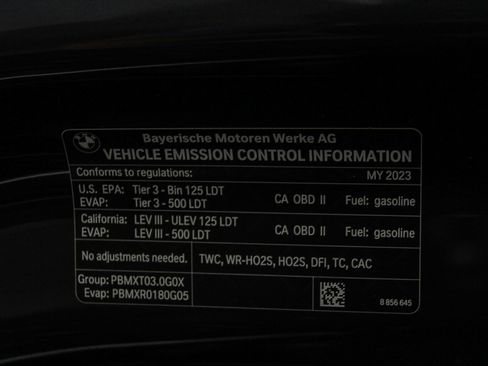 BMW
Bayerische Motoren Werke AG
VEHICLE EMISSION CONTROL INFORMATION
Conforms to regulations: MY 2023
U.S. EPA: Tier 3 - Bin 125 LDT CA OBD II Fuel: gasoline
EVAP: Tier 3 - 500 LDT
California: LEV III - ULEV 125 LDT CA OBD II Fuel: gasoline
EVAP: LEV III - 500 LDT
No adjustments needed. TWC, WR-HO2S, HO2S, DFI, TC, CAC
Group: PBMXT03.0G0X
Evap: PBMXR0180G05
8 856 645